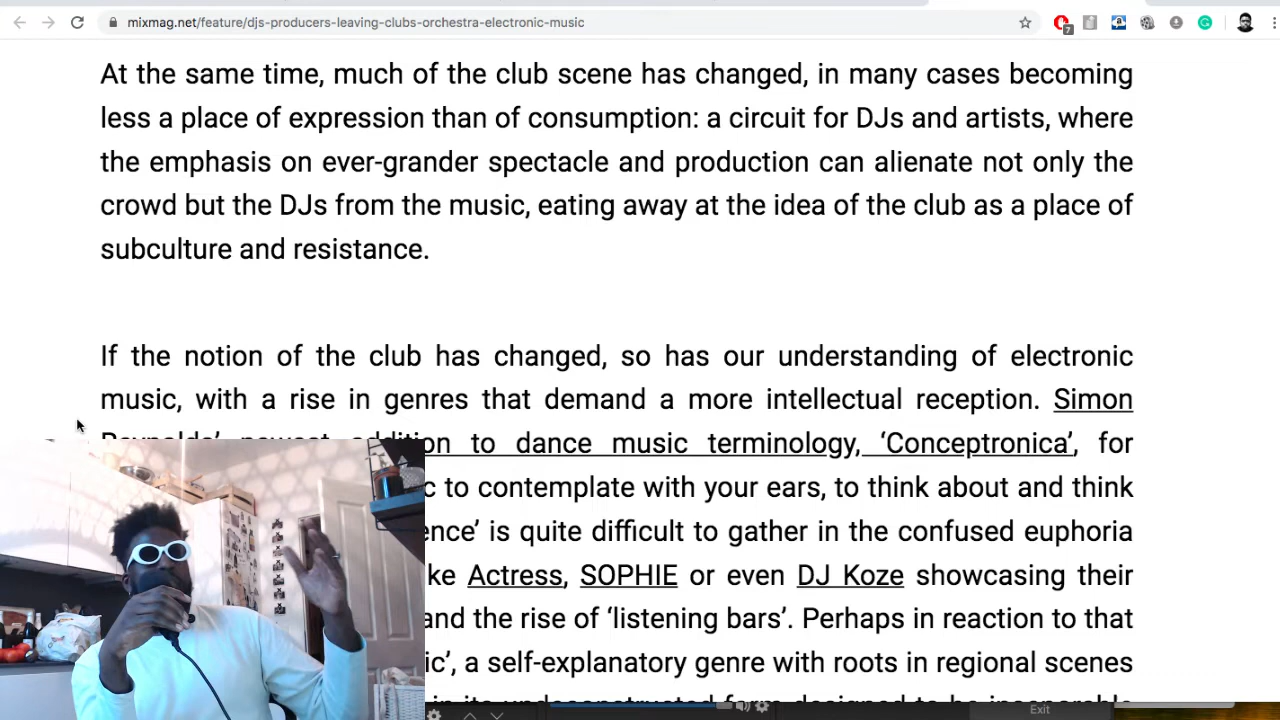 mixmag.net/feature/djs-producers-leaving-clubs-orchestra-electronic-music
7
At the same time, much of the club scene has changed, in many cases becoming
less a place of expression than of consumption: a circuit for DJs and artists, where
the emphasis on ever-grander spectacle and production can alienate not only the
crowd but the DJs from the music, eating away at the idea of the club as a place of
subculture and resistance.
If the notion of the club has changed, so has our understanding of electronic
music, with a rise in genres that demand a more intellectual reception. Simon
Reynolds' newest addition to dance music terminology, 'Conceptronica', for
c to contemplate with your ears, to think about and think
ence' is quite difficult to gather in the confused euphoria
ke Actress, SOPHIE or even DJ Koze showcasing their
and the rise of 'listening bars'. Perhaps in reaction to that
ic', a self-explanatory genre with roots in regional scenes
Exit